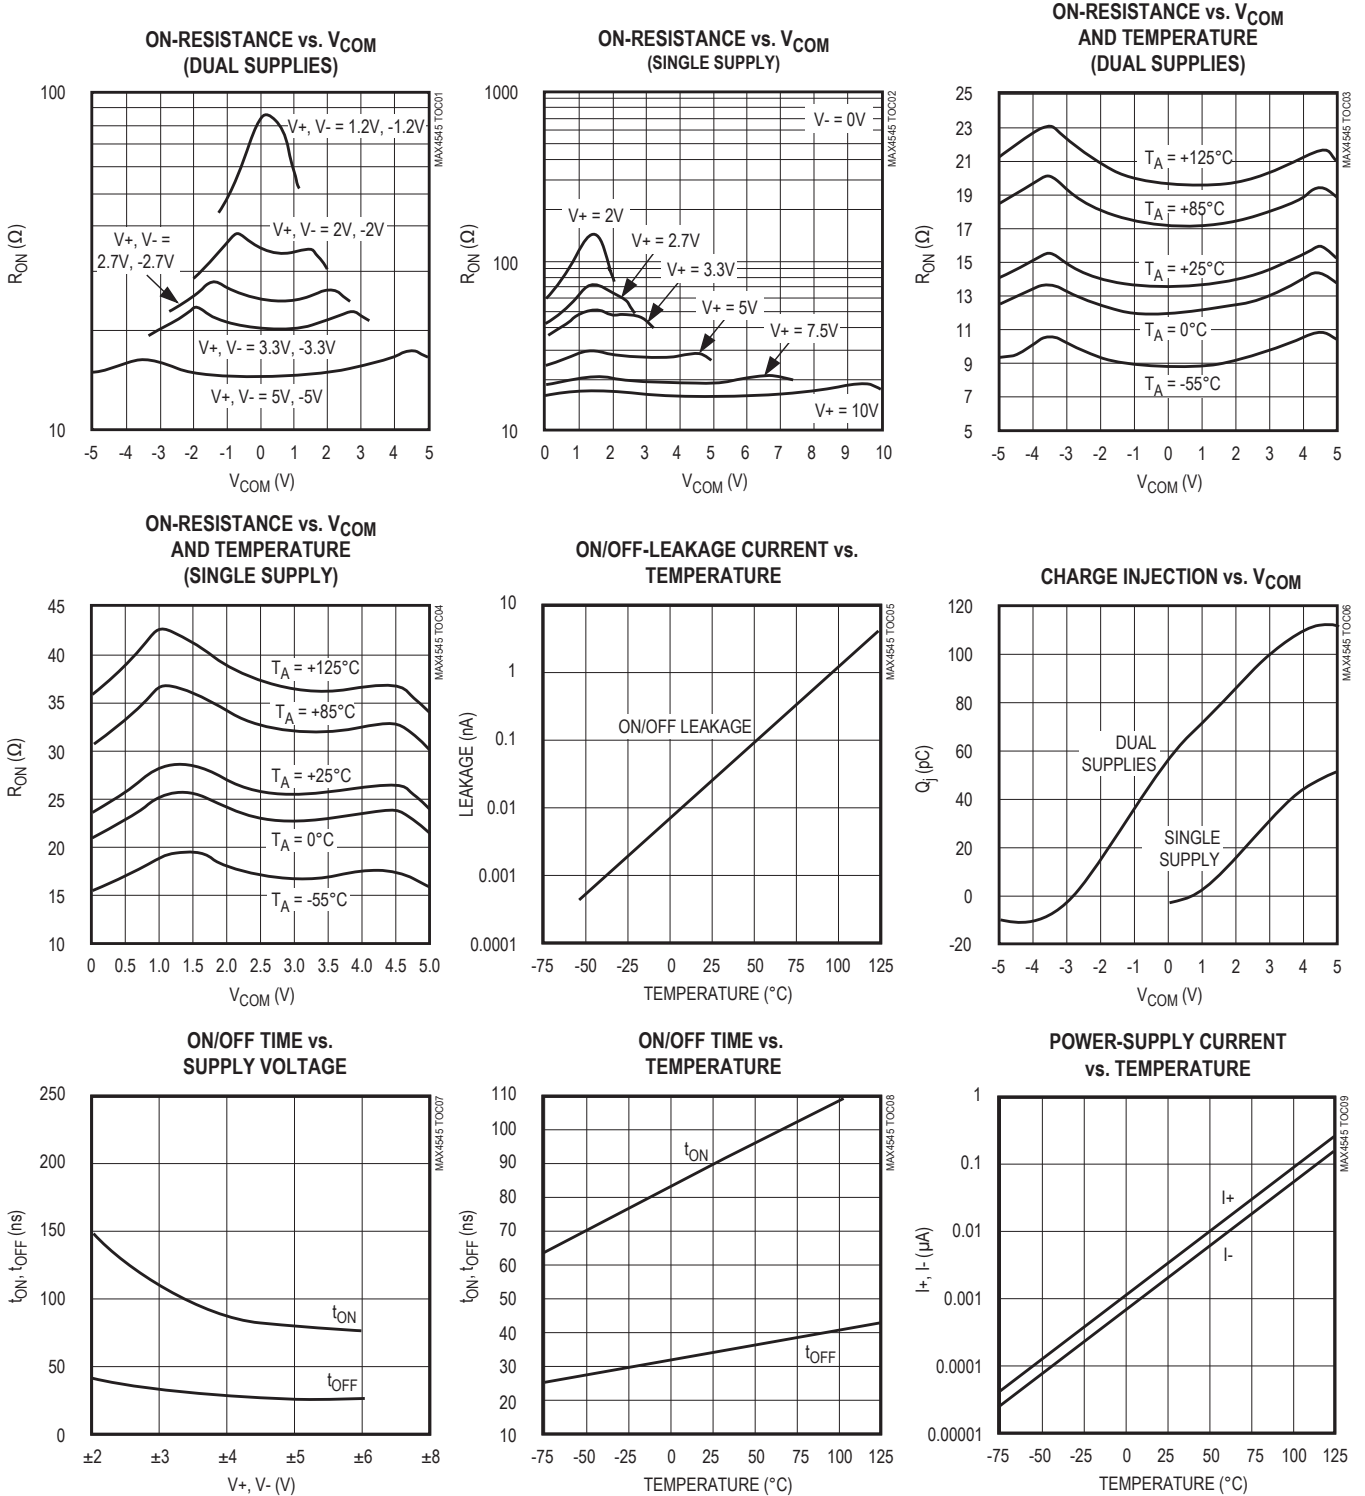 ON-RESISTANCE vs. VCOM
(DUAL SUPPLIES)
MAX4545 TOC01
100
10
RON (Ω)
V+, V- = 1.2V, -1.2V
V+, V- = 2V, -2V
V+, V- =
2.7V, -2.7V
V+, V- = 3.3V, -3.3V
V+, V- = 5V, -5V
-5 -4 -3 -2 -1 0 1 2 3 4 5
VCOM (V)
ON-RESISTANCE vs. VCOM
(SINGLE SUPPLY)
MAX4545 TOC02
1000
100
10
RON (Ω)
V- = 0V
V+ = 2V
V+ = 2.7V
V+ = 3.3V
V+ = 5V
V+ = 7.5V
V+ = 10V
0 1 2 3 4 5 6 7 8 9 10
VCOM (V)
ON-RESISTANCE vs. VCOM
AND TEMPERATURE
(DUAL SUPPLIES)
MAX4545 TOC03
25
23
21
19
17
15
13
11
9
7
5
RON (Ω)
TA = +125°C
TA = +85°C
TA = +25°C
TA = 0°C
TA = -55°C
-5 -4 -3 -2 -1 0 1 2 3 4 5
VCOM (V)
ON-RESISTANCE vs. VCOM
AND TEMPERATURE
(SINGLE SUPPLY)
MAX4545 TOC04
45
40
35
30
25
20
15
10
RON (Ω)
TA = +125°C
TA = +85°C
TA = +25°C
TA = 0°C
TA = -55°C
0 0.5 1.0 1.5 2.0 2.5 3.0 3.5 4.0 4.5 5.0
VCOM (V)
ON/OFF-LEAKAGE CURRENT vs.
TEMPERATURE
MAX4545 TOC05
10
1
0.1
0.01
0.001
0.0001
LEAKAGE (nA)
ON/OFF LEAKAGE
-75 -50 -25 0 25 50 75 100 125
TEMPERATURE (°C)
CHARGE INJECTION vs. VCOM
MAX4545 TOC06
120
100
80
60
40
20
0
-20
Qj (pC)
DUAL
SUPPLIES
SINGLE
SUPPLY
-5 -4 -3 -2 -1 0 1 2 3 4 5
VCOM (V)
ON/OFF TIME vs.
SUPPLY VOLTAGE
MAX4545 TOC07
250
200
150
100
50
0
tON, tOFF (ns)
tON
tOFF
±2 ±3 ±4 ±5 ±6 ±8
V+, V- (V)
ON/OFF TIME vs.
TEMPERATURE
MAX4545 TOC08
110
100
90
80
70
60
50
40
30
20
10
tON, tOFF (ns)
tON
tOFF
-75 -50 -25 0 25 50 75 100 125
TEMPERATURE (°C)
POWER-SUPPLY CURRENT
vs. TEMPERATURE
MAX4545 TOC09
1
0.1
0.01
0.001
0.0001
0.00001
I+, I- (µA)
I+
I-
-75 -50 -25 0 25 50 75 100 125
TEMPERATURE (°C)